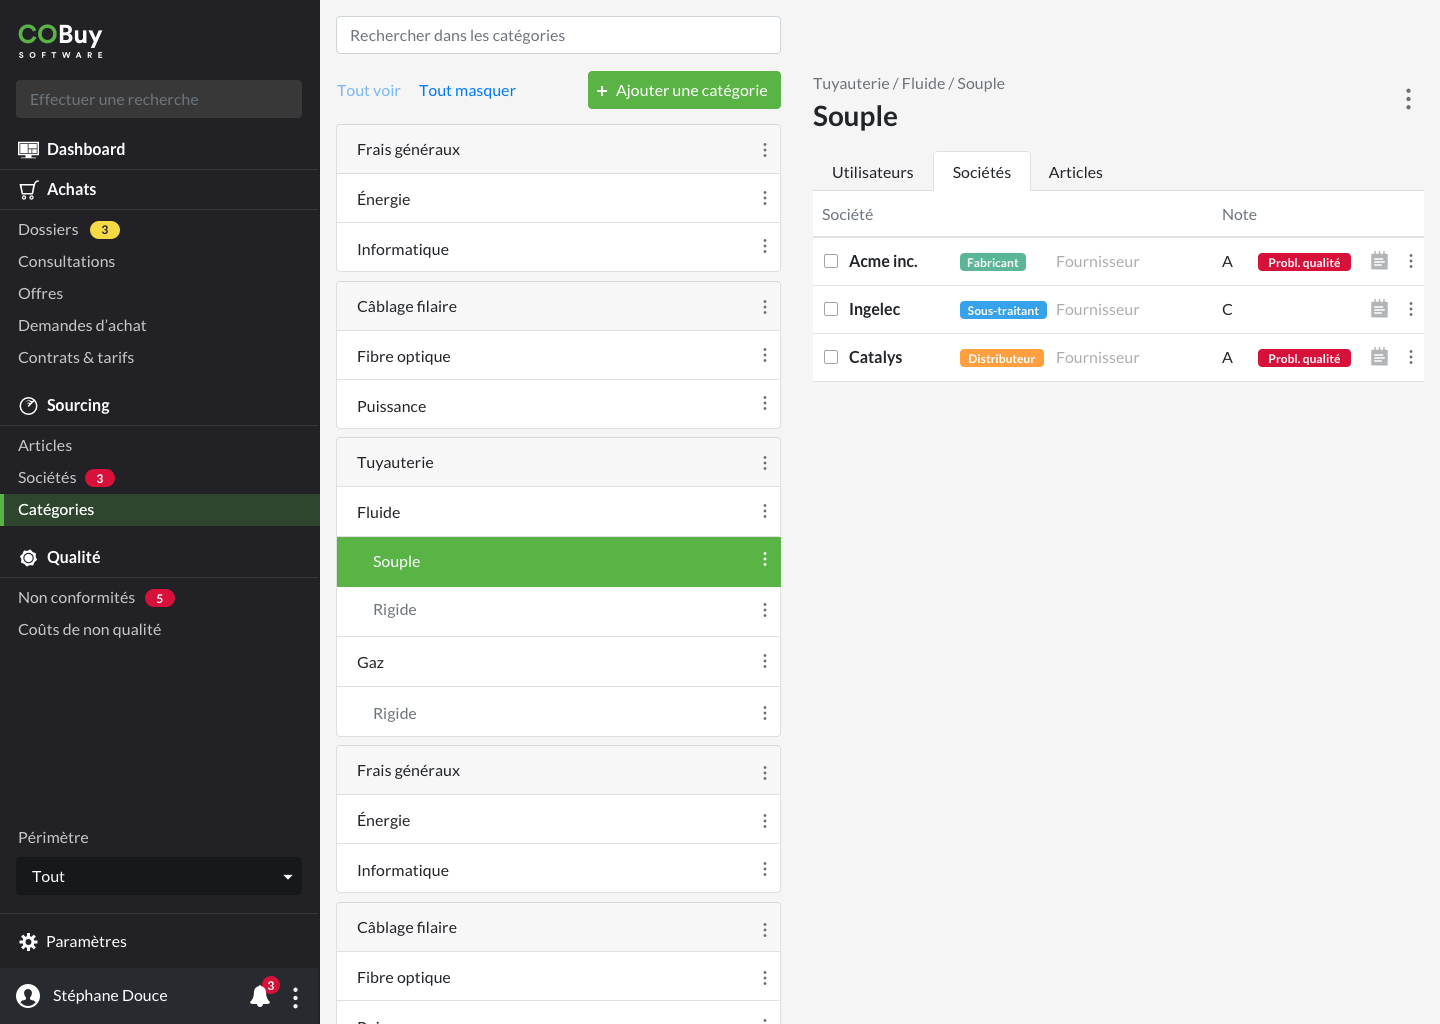 COBuy
SOFTWARE
Effectuer une recherche
Dashboard
Achats
Dossiers 3
Consultations
Offres
Demandes d’achat
Contrats & tarifs
Sourcing
Articles
Sociétés 3
Catégories
Qualité
Non conformités 5
Coûts de non qualité
Périmètre
Tout
Paramètres
Stéphane Douce 3
Rechercher dans les catégories
Tout voir Tout masquer + Ajouter une catégorie
Frais généraux
Énergie
Informatique
Câblage filaire
Fibre optique
Puissance
Tuyauterie
Fluide
Souple
Rigide
Gaz
Rigide
Frais généraux
Énergie
Informatique
Câblage filaire
Fibre optique
Tuyauterie / Fluide / Souple
Souple
Utilisateurs Sociétés Articles
Société Note
Acme inc. Fabricant Fournisseur A Probl. qualité
Ingelec Sous-traitant Fournisseur C
Catalys Distributeur Fournisseur A Probl. qualité